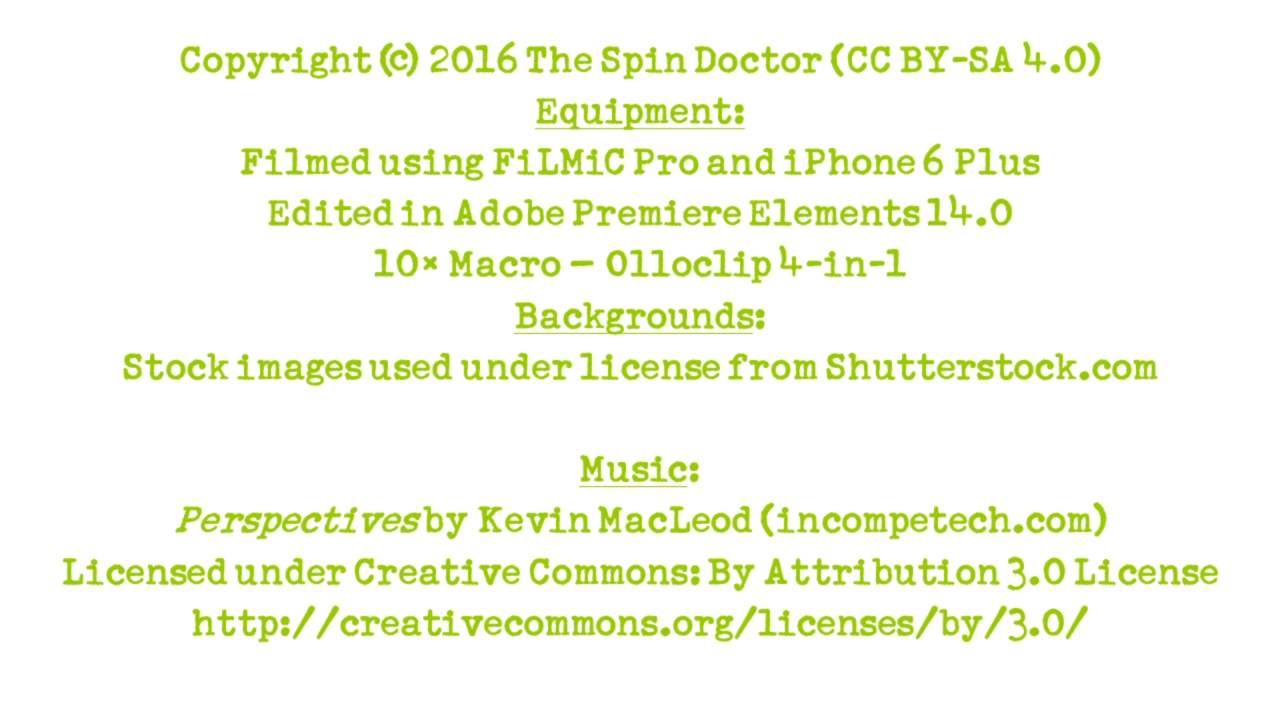 Copyright (c) 2016 The Spin Doctor (CC BY-SA 4.0)
Equipment:
Filmed using FiLMiC Pro and iPhone 6 Plus
Edited in Adobe Premiere Elements 14.0
10× Macro – Olloclip 4-in-1
Backgrounds:
Stock images used under license from Shutterstock.com
Music:
Perspectives by Kevin MacLeod (incompetech.com)
Licensed under Creative Commons: By Attribution 3.0 License
http://creativecommons.org/licenses/by/3.0/